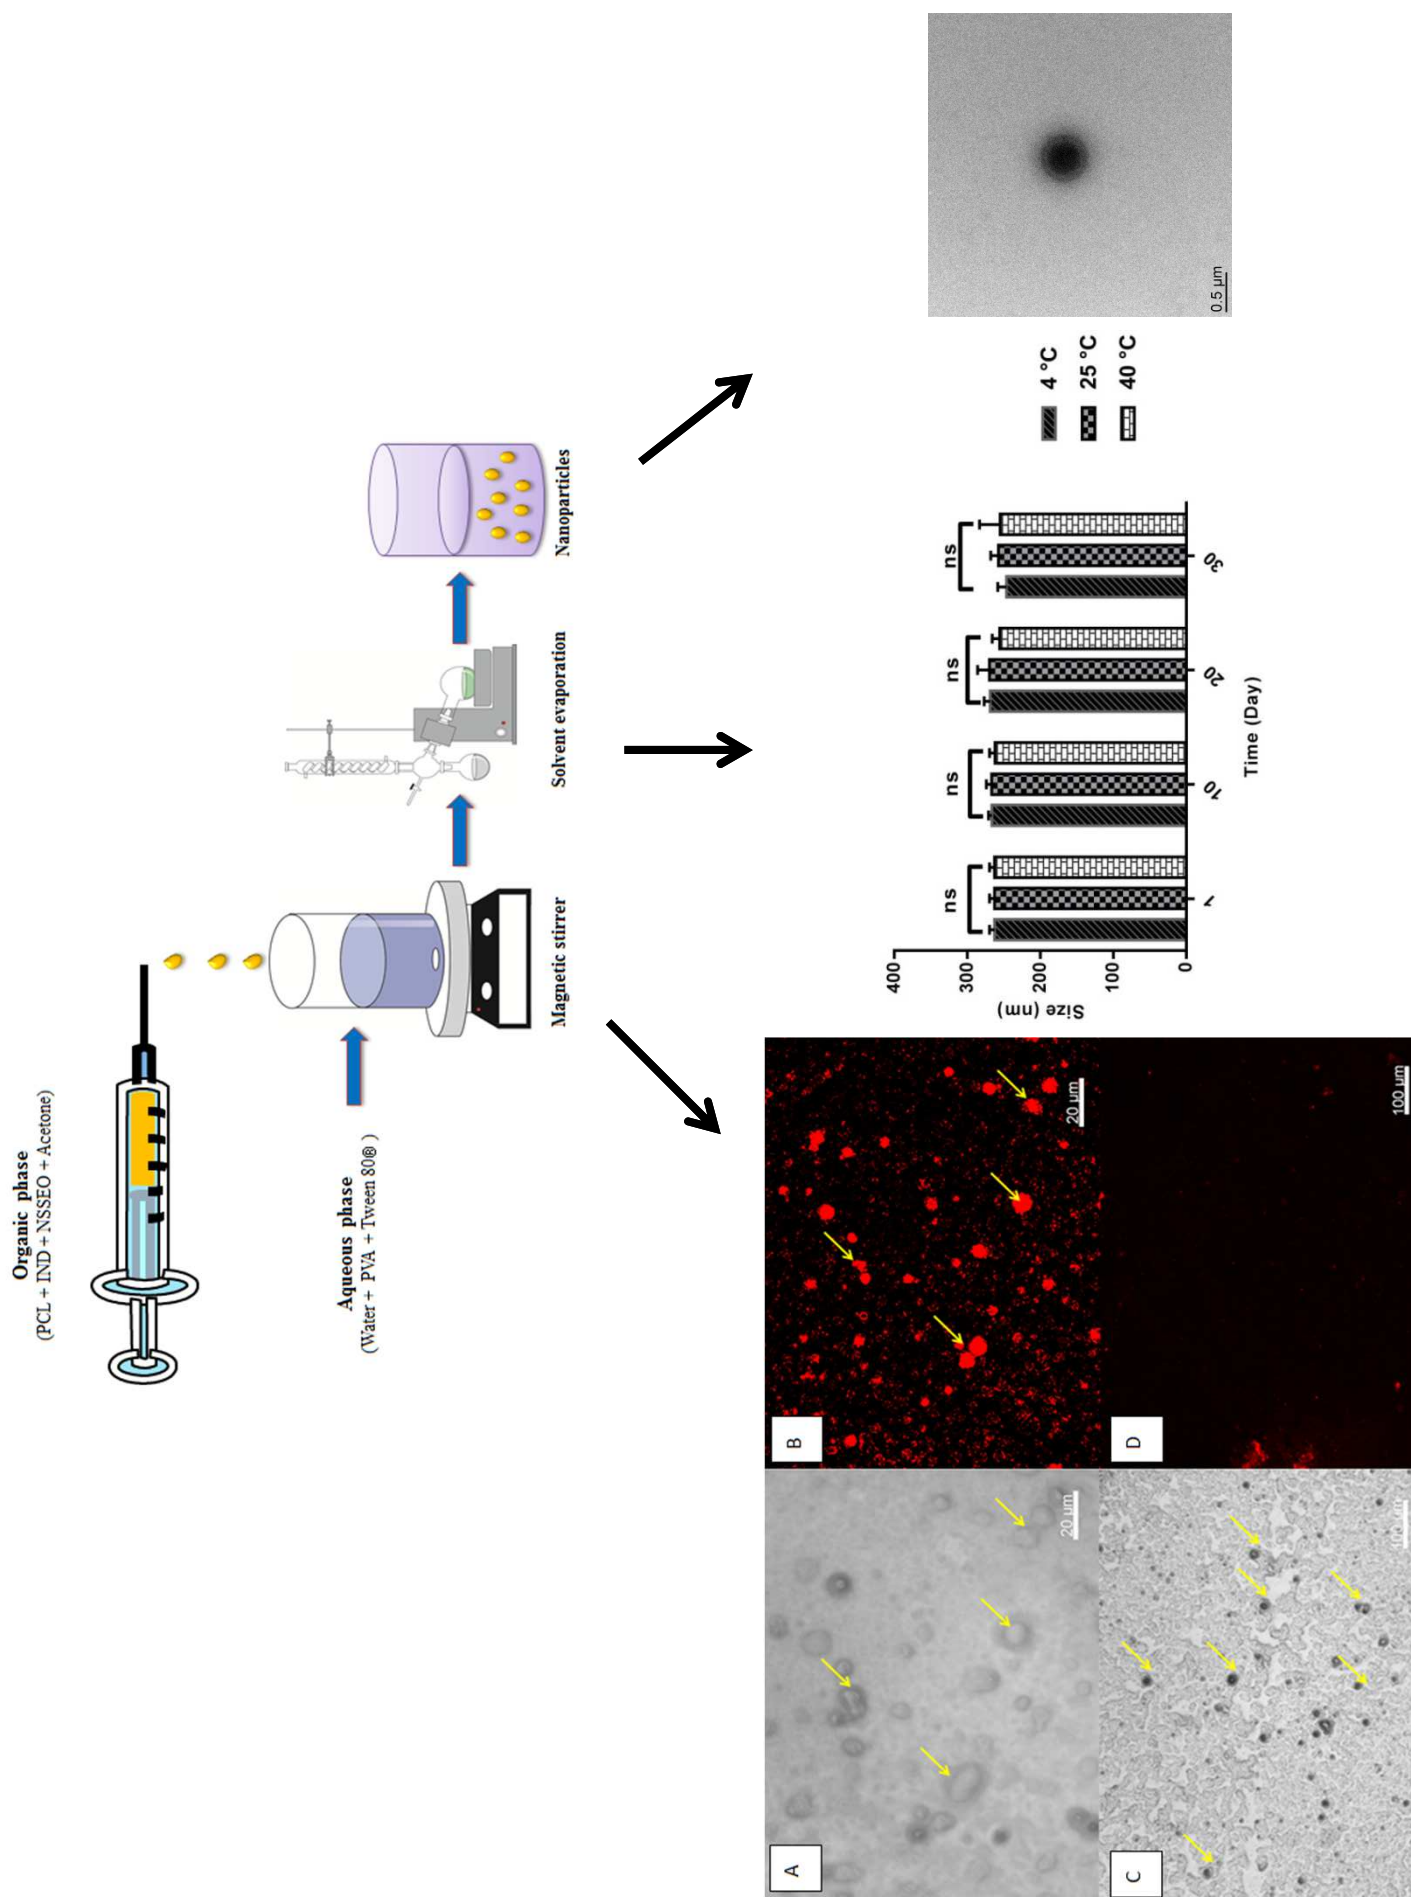 Organic phase
(PCL + IND + NSSEO + Acetone)
Aqueous phase
(Water + PVA + Tween 80® )
Magnetic stirrer
Solvent evaporation
Nanoparticles
A
20 µm
B
20 µm
C
D
100 µm
Size (nm)
400
300
200
100
0
ns
ns
ns
ns
1
10
20
30
Time (Day)
4 °C
25 °C
40 °C
0.5 µm